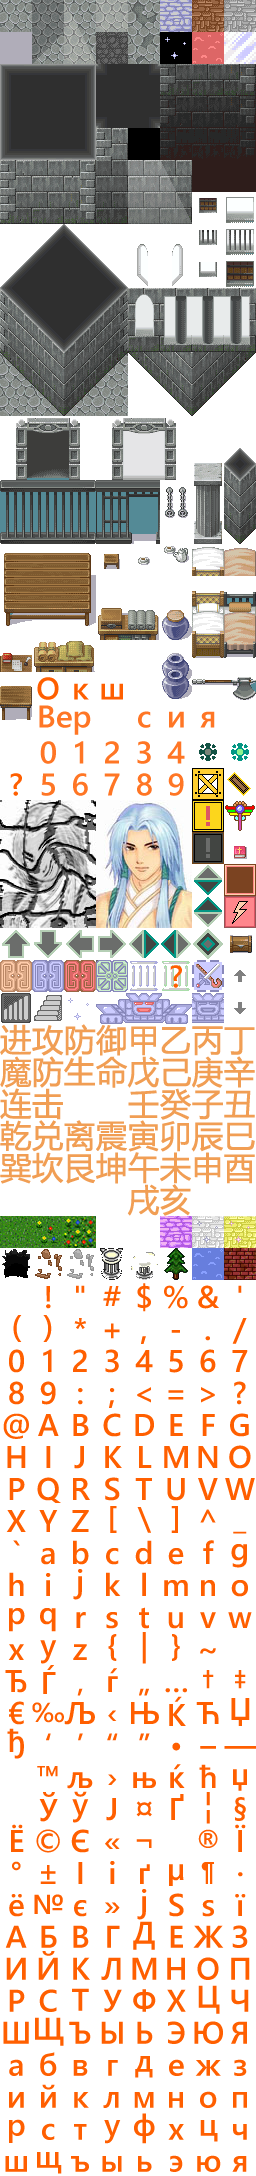 О к ш
Вер с и я
0 1 2 3 4
? 5 6 7 8 9
!
?
进 攻 防 御 甲 乙 丙 丁
魔 防 生 命 戊 己 庚 辛
连 击 壬 癸 子 丑
乾 兑 离 震 寅 卯 辰 巳
巽 坎 艮 坤 午 未 申 酉
戌 亥
! " # $ % & '
( ) * + , - . /
0 1 2 3 4 5 6 7
8 9 : ; < = > ?
@ A B C D E F G
H I J K L M N O
P Q R S T U V W
X Y Z [ \ ] ^ _
` a b c d e f g
h i j k l m n o
p q r s t u v w
x y z { | } ~
Ђ Ѓ ‚ ѓ „ … † ‡
€ ‰ Љ ‹ Њ Ќ Ћ Џ
ђ ‘ ’ “ ” • – —
™ љ › њ ќ ћ џ
Ў ў Ј ¤ Ґ ¦ §
Ё © Є « ¬ ® Ї
° ± І і ґ µ ¶ ·
ё № є » ј Ѕ ѕ ї
А Б В Г Д Е Ж З
И Й К Л М Н О П
Р С Т У Ф Х Ц Ч
Ш Щ Ъ Ы Ь Э Ю Я
а б в г д е ж з
и й к л м н о п
р с т у ф х ц ч
ш щ ъ ы ь э ю я